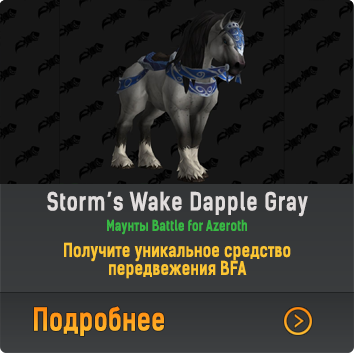 Storm's Wake Dapple Gray
Маунты Battle for Azeroth
Получите уникальное средство
передвежения BFA
Подробнее